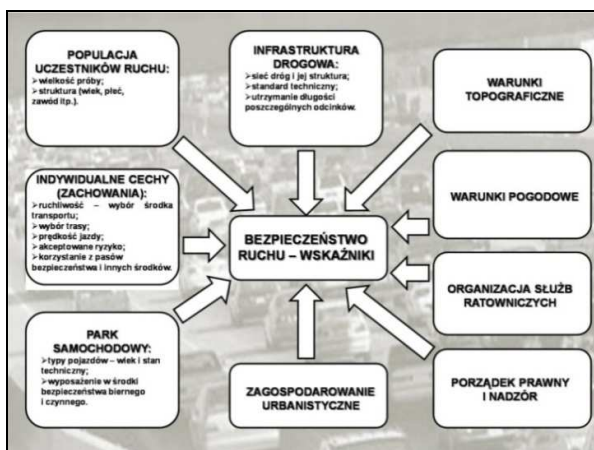 POPULACJA
UCZESTNIKÓW RUCHU:
➢wielkość próby;
➢struktura (wiek, płeć,
zawód itp.).
INFRASTRUKTURA
DROGOWA:
➢sieć dróg i jej struktura;
➢standard techniczny;
➢utrzymanie długości
poszczególnych odcinków.
WARUNKI
TOPOGRAFICZNE
INDYWIDUALNE CECHY
(ZACHOWANIA):
➢ruchliwość – wybór środka
transportu;
➢wybór trasy;
➢prędkość jazdy;
➢akceptowane ryzyko;
➢korzystanie z pasów
bezpieczeństwa i innych środków.
BEZPIECZEŃSTWO
RUCHU – WSKAŹNIKI
WARUNKI POGODOWE
ORGANIZACJA SŁUŻB
RATOWNICZYCH
PARK
SAMOCHODOWY:
➢typy pojazdów – wiek i stan
techniczny;
➢wyposażenie w środki
bezpieczeństwa biernego
i czynnego.
ZAGOSPODAROWANIE
URBANISTYCZNE
PORZĄDEK PRAWNY
I NADZÓR